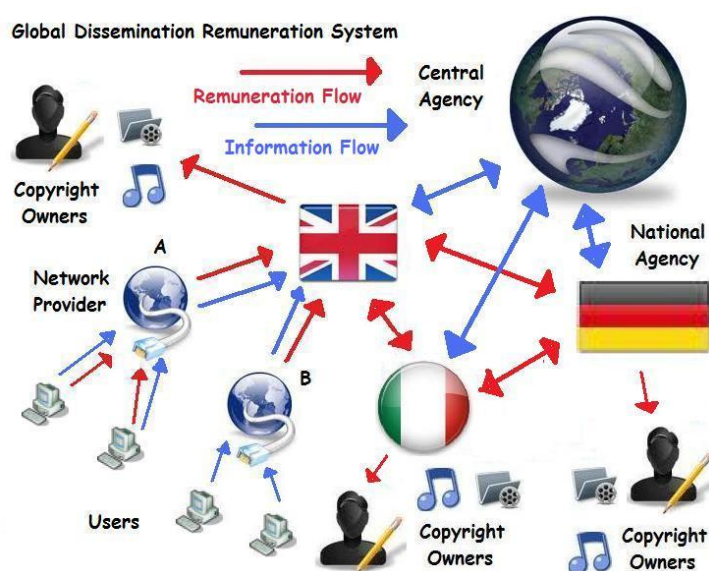 Global Dissemination Remuneration System
Central
Agency
Remuneration Flow
Information Flow
Copyright
Owners
A
National
Agency
Network
Provider
B
Users
Copyright
Owners
Copyright
Owners